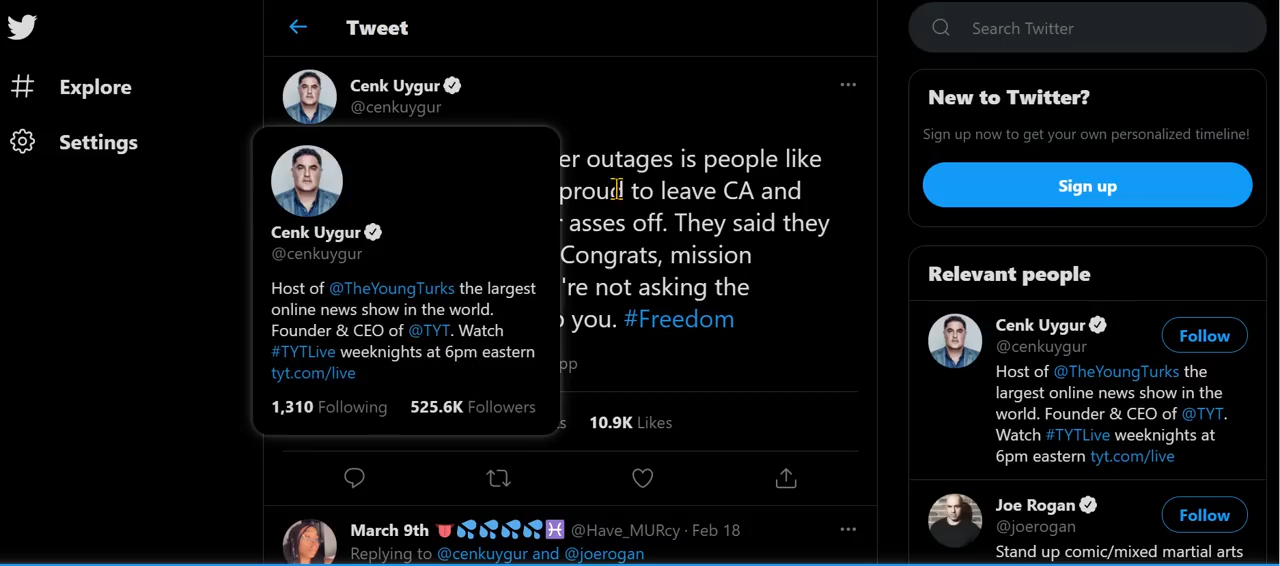 Tweet
Search Twitter
Explore
Settings
Cenk Uygur
@cenkuygur
New to Twitter?
Sign up now to get your own personalized timeline!
Sign up
er outages is people like
proud to leave CA and
asses off. They said they
Congrats, mission
're not asking the
you. #Freedom
10.9K Likes
Cenk Uygur
@cenkuygur
Host of @TheYoungTurks the largest
online news show in the world.
Founder & CEO of @TYT. Watch
#TYTLive weeknights at 6pm eastern
tyt.com/live
1,310 Following 525.6K Followers
March 9th 👅💦💦💦💦♓ @Have_MURcy · Feb 18
Replying to @cenkuygur and @joerogan
Relevant people
Cenk Uygur
@cenkuygur
Follow
Host of @TheYoungTurks the
largest online news show in the
world. Founder & CEO of @TYT.
Watch #TYTLive weeknights at
6pm eastern tyt.com/live
Joe Rogan
@joerogan
Follow
Stand up comic/mixed martial arts